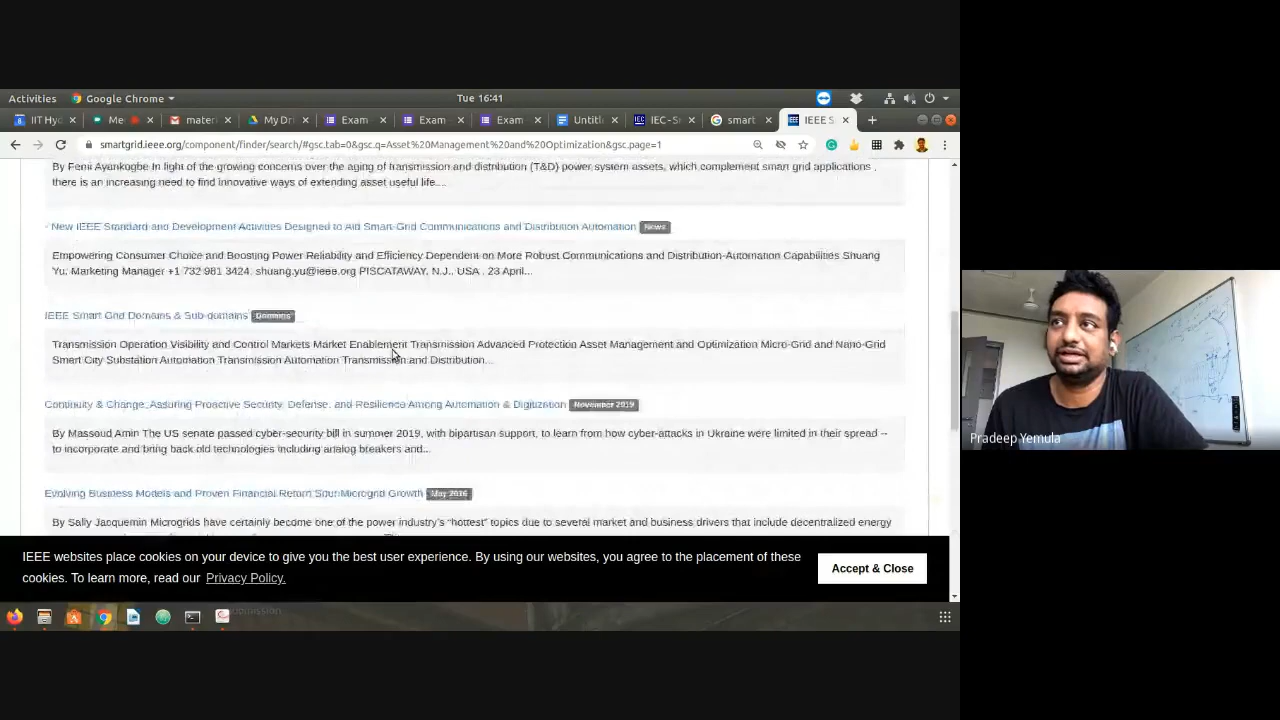 Activities
Google Chrome
Tue 16:41
IIT Hyd
Me
mater
My Dri
Exam
Exam
Exam
Untitl
IEC - S
smart
IEEE S
smartgrid.ieee.org/component/finder/search/#gsc.tab=0&gsc.q=Asset%20Management%20and%20Optimization&gsc.page=1
By Femi Ayankogbe In light of the growing concerns over the aging of transmission and distribution (T&D) power system assets, which complement smart grid applications ,
there is an increasing need to find innovative ways of extending asset useful life....
- New IEEE Standard and Development Activities Designed to Aid Smart-Grid Communications and Distribution Automation News
Empowering Consumer Choice and Boosting Power Reliability and Efficiency Dependent on More Robust Communications and Distribution-Automation Capabilities Shuang
Yu, Marketing Manager +1 732 981 3424, shuang.yu@ieee.org PISCATAWAY, N.J., USA , 23 April...
IEEE Smart Grid Domains & Sub-domains Domains
Transmission Operation Visibility and Control Markets Market Enablement Transmission Advanced Protection Asset Management and Optimization Micro-Grid and Nano-Grid
Smart City Substation Automation Transmission Automation Transmission and Distribution...
Continuity & Change: Assuring Proactive Security, Defense, and Resilience Among Automation & Digitization November 2019
By Massoud Amin The US senate passed cyber-security bill in summer 2019, with bipartisan support, to learn from how cyber-attacks in Ukraine were limited in their spread --
to incorporate and bring back old technologies including analog breakers and...
Evolving Business Models and Proven Financial Return Spur Microgrid Growth May 2016
By Sally Jacquemin Microgrids have certainly become one of the power industry's "hottest" topics due to several market and business drivers that include decentralized energy
IEEE websites place cookies on your device to give you the best user experience. By using our websites, you agree to the placement of these
cookies. To learn more, read our Privacy Policy.
Accept & Close
Pradeep Yemula